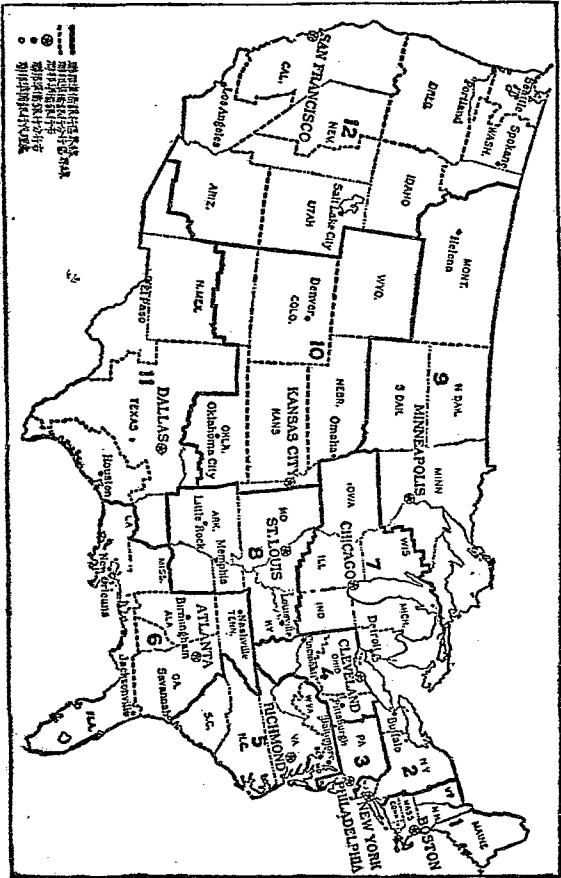 Seattle
Spokane
WASH.
Portland
OREG.
IDAHO
MONT.
Helena
N DAK.
9
S DAK.
MINN
MINNEAPOLIS
WIS
MICH.
MAINE
1
VT
N.H.
MASS
CONN
BOSTON
NY
2
Buffalo
NEW YORK
CAL.
SAN FRANCISCO
12
NEV.
Salt Lake City
UTAH
WYO.
Denver
COLO.
10
NEBR.
Omaha
IOWA
CHICAGO
7
ILL
IND
Detroit
CLEVELAND
OHIO
4
Cincinnati
Pittsburgh
PA
3
PHILADELPHIA
Baltimore
Los Angeles
ARIZ.
N.MEX.
KANSAS CITY
KANS
MO
ST.LOUIS
8
Louisville
KY
W.VA.
VA
RICHMOND
5
N.C.
S.C.
OKLA.
Oklahoma City
ARK.
Little Rock
Memphis
Nashville
TENN.
ATLANTA
Birmingham
ALA
6
GA.
Savannah
Jacksonville
FLA.
El PASO
11
DALLAS
TEXAS
Houston
LA
MISS.
New Orleans